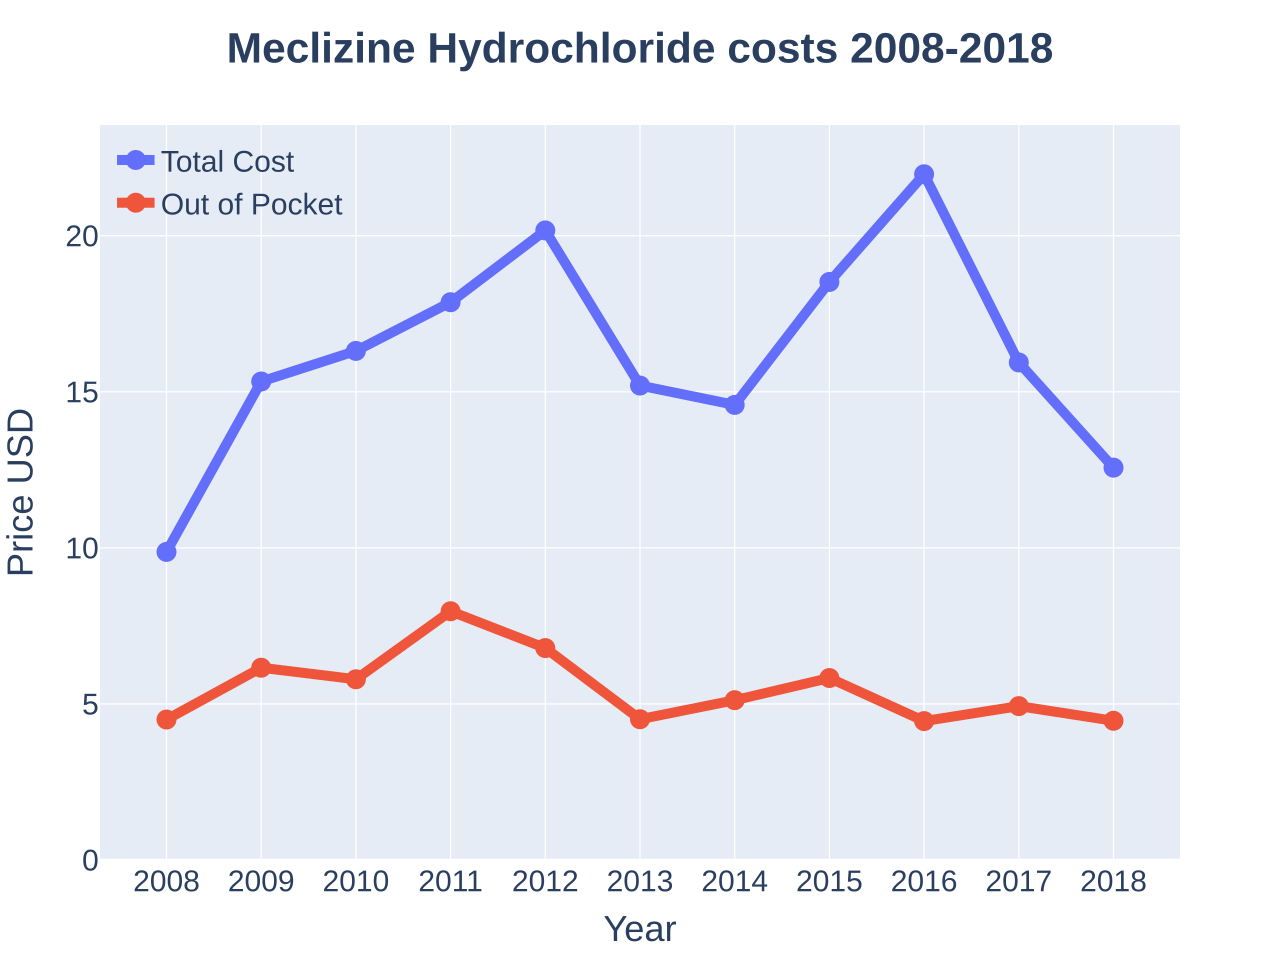 Meclizine Hydrochloride costs 2008-2018
Total Cost
Out of Pocket
20
15
10
5
0
Price USD
2008 2009 2010 2011 2012 2013 2014 2015 2016 2017 2018
Year